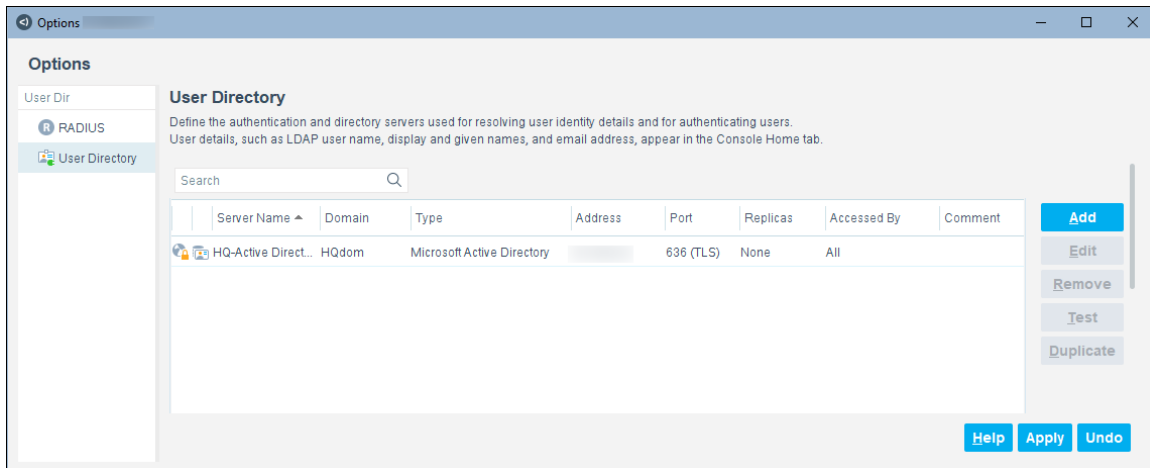 Options
Options
User Dir
RADIUS
User Directory
User Directory
Define the authentication and directory servers used for resolving user identity details and for authenticating users.
User details, such as LDAP user name, display and given names, and email address, appear in the Console Home tab.
Search
Server Name Domain Type Address Port Replicas Accessed By Comment
HQ-Active Direct... HQdom Microsoft Active Directory 636 (TLS) None All
Add
Edit
Remove
Test
Duplicate
Help Apply Undo